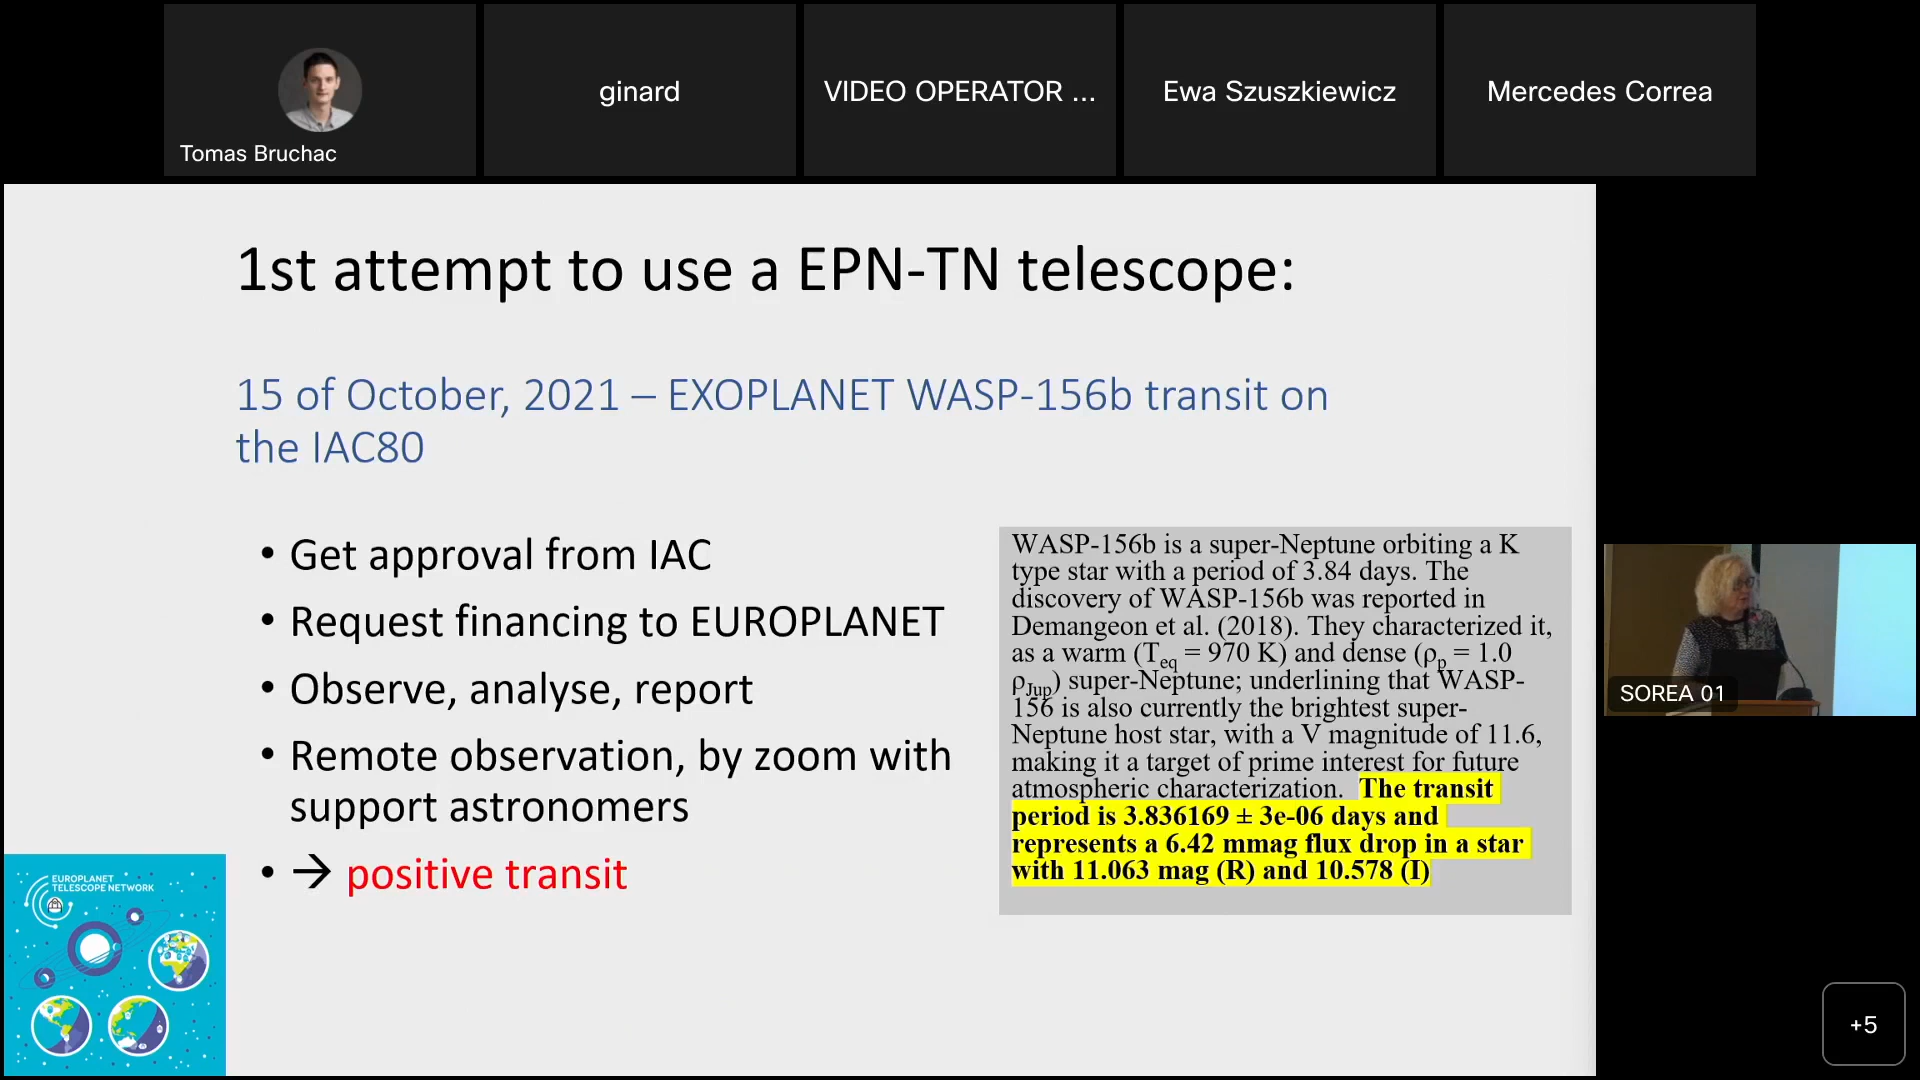 Tomas Bruchac
ginard
VIDEO OPERATOR ...
Ewa Szuszkiewicz
Mercedes Correa
1st attempt to use a EPN-TN telescope:
15 of October, 2021 – EXOPLANET WASP-156b transit on
the IAC80
• Get approval from IAC
• Request financing to EUROPLANET
• Observe, analyse, report
• Remote observation, by zoom with
support astronomers
• → positive transit
WASP-156b is a super-Neptune orbiting a K
type star with a period of 3.84 days. The
discovery of WASP-156b was reported in
Demangeon et al. (2018). They characterized it,
as a warm (Teq = 970 K) and dense (ρp = 1.0
ρJup) super-Neptune; underlining that WASP-
156 is also currently the brightest super-
Neptune host star, with a V magnitude of 11.6,
making it a target of prime interest for future
atmospheric characterization. The transit
period is 3.836169 ± 3e-06 days and
represents a 6.42 mmag flux drop in a star
with 11.063 mag (R) and 10.578 (I)
EUROPLANET
TELESCOPE NETWORK
SOREA 01
+5